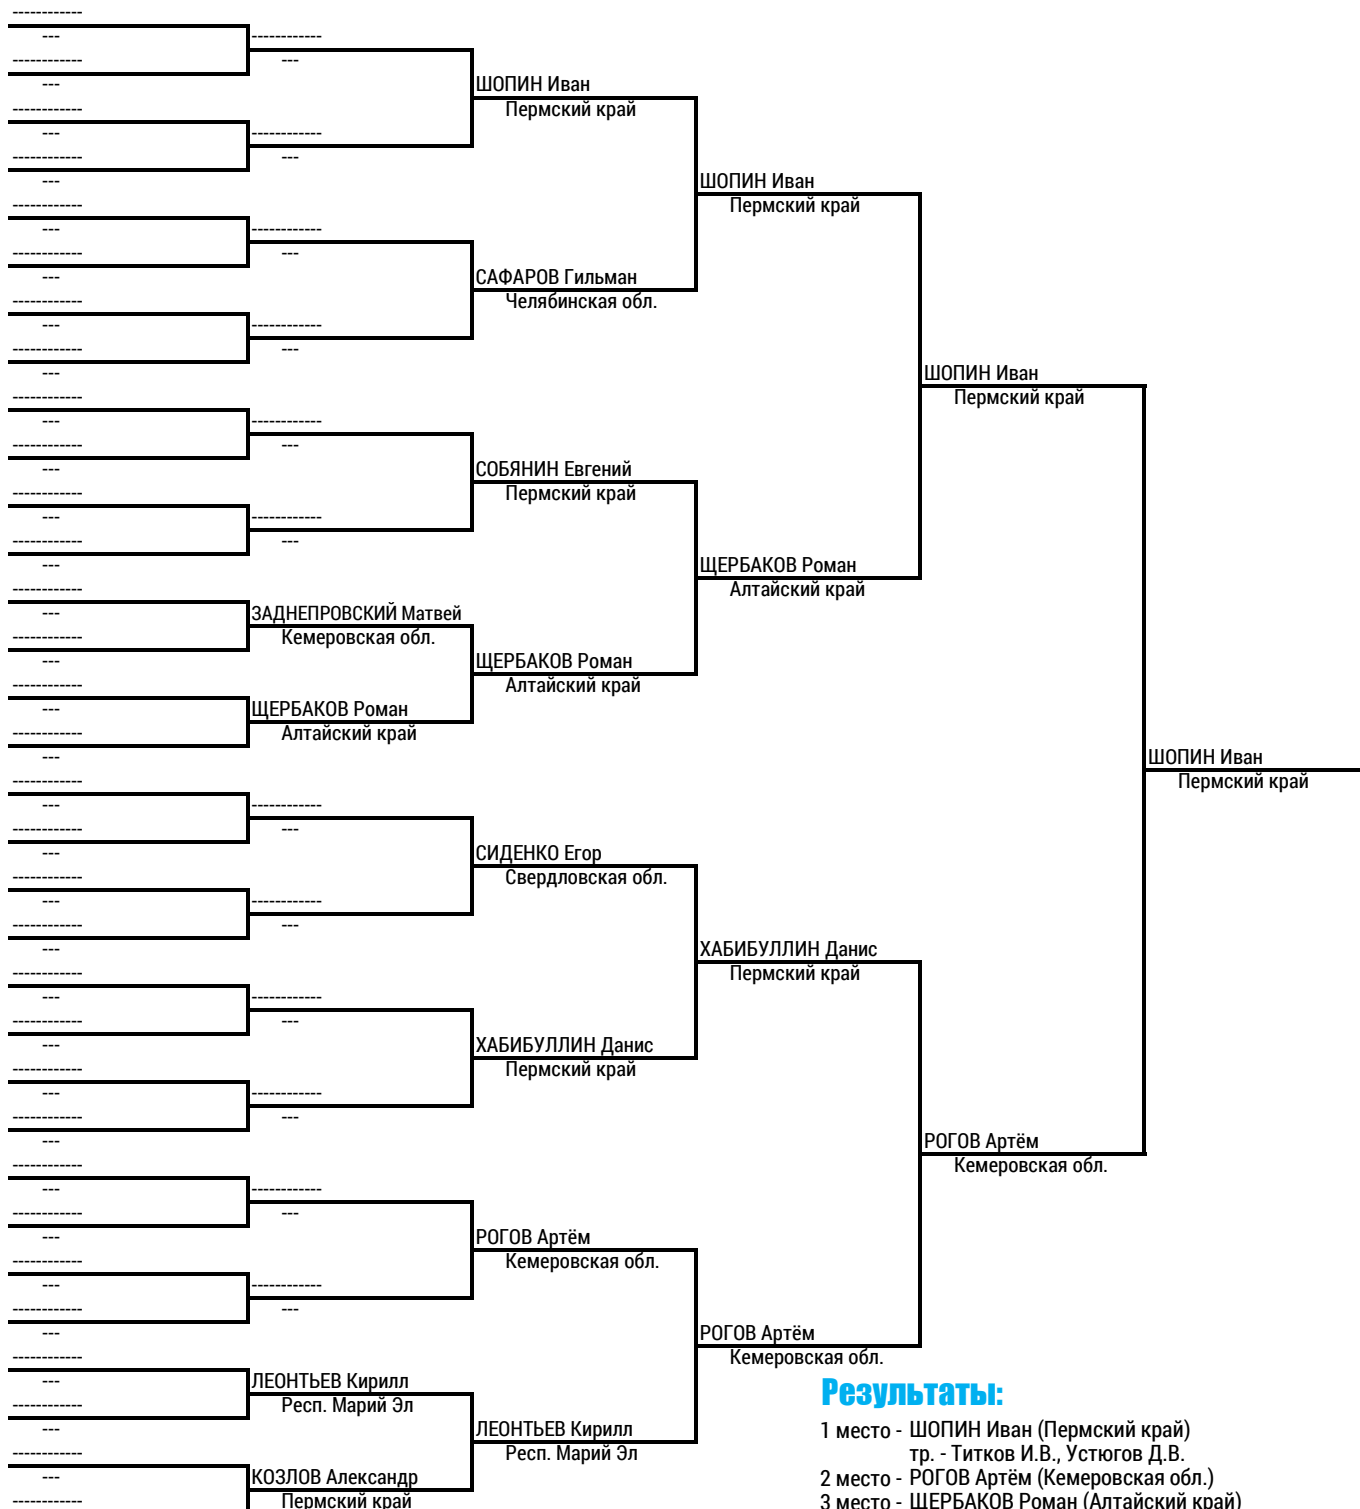 ШОПИН Иван
Пермский край
ШОПИН Иван
Пермский край
САФАРОВ Гильман
Челябинская обл.
ШОПИН Иван
Пермский край
СОБЯНИН Евгений
Пермский край
ЩЕРБАКОВ Роман
Алтайский край
ЗАДНЕПРОВСКИЙ Матвей
Кемеровская обл.
ЩЕРБАКОВ Роман
Алтайский край
ЩЕРБАКОВ Роман
Алтайский край
ШОПИН Иван
Пермский край
СИДЕНКО Егор
Свердловская обл.
ХАБИБУЛЛИН Данис
Пермский край
ХАБИБУЛЛИН Данис
Пермский край
РОГОВ Артём
Кемеровская обл.
РОГОВ Артём
Кемеровская обл.
РОГОВ Артём
Кемеровская обл.
ЛЕОНТЬЕВ Кирилл
Респ. Марий Эл
ЛЕОНТЬЕВ Кирилл
Респ. Марий Эл
КОЗЛОВ Александр
Пермский край
Результаты:
1 место - ШОПИН Иван (Пермский край)
тр. - Титков И.В., Устюгов Д.В.
2 место - РОГОВ Артём (Кемеровская обл.)
3 место - ЩЕРБАКОВ Роман (Алтайский край)